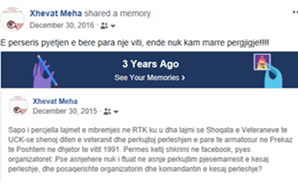 Xhevat Meha shared a memory.
December 30, 2016
E perseris pyetjen e bere para nje viti, ende nuk kam marre pergjigje!!!!
3 Years Ago
See Your Memories
Xhevat Meha
December 30, 2015
Sapo i percjella lajmet e mbremjes ne RTK ku u dha lajmi se Shoqata e Veteraneve te
UCK-se shenoj diten e veteranit dhe perkujtoj perleshjen e pare te armatosur ne Prekaz
te Poshtem ne dhjetor te vitit 1991. Permes ketij shkrimi ne facebook, pyes
organizatoret: Pse asnjehere nuk i ftuat ne asnje perkujtim pjesemarresit e kesaj
perleshje, dhe posaqerishte organizatorin dhe komandantin e kesaj perleshje?